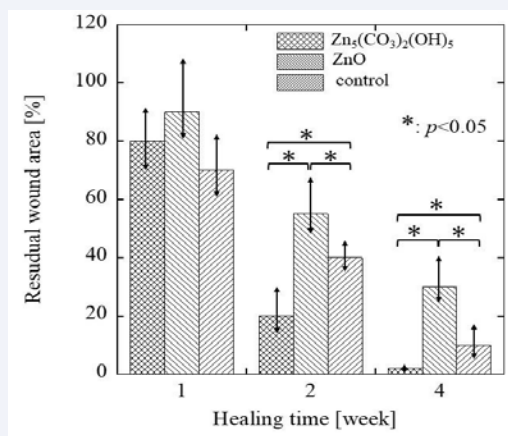 120
100
80
60
40
20
0
Resudual wound area [%]
Zn₅(CO₃)₂(OH)₅
ZnO
control
*: p<0.05
*
* *
*
* *
1 2 4
Healing time [week]